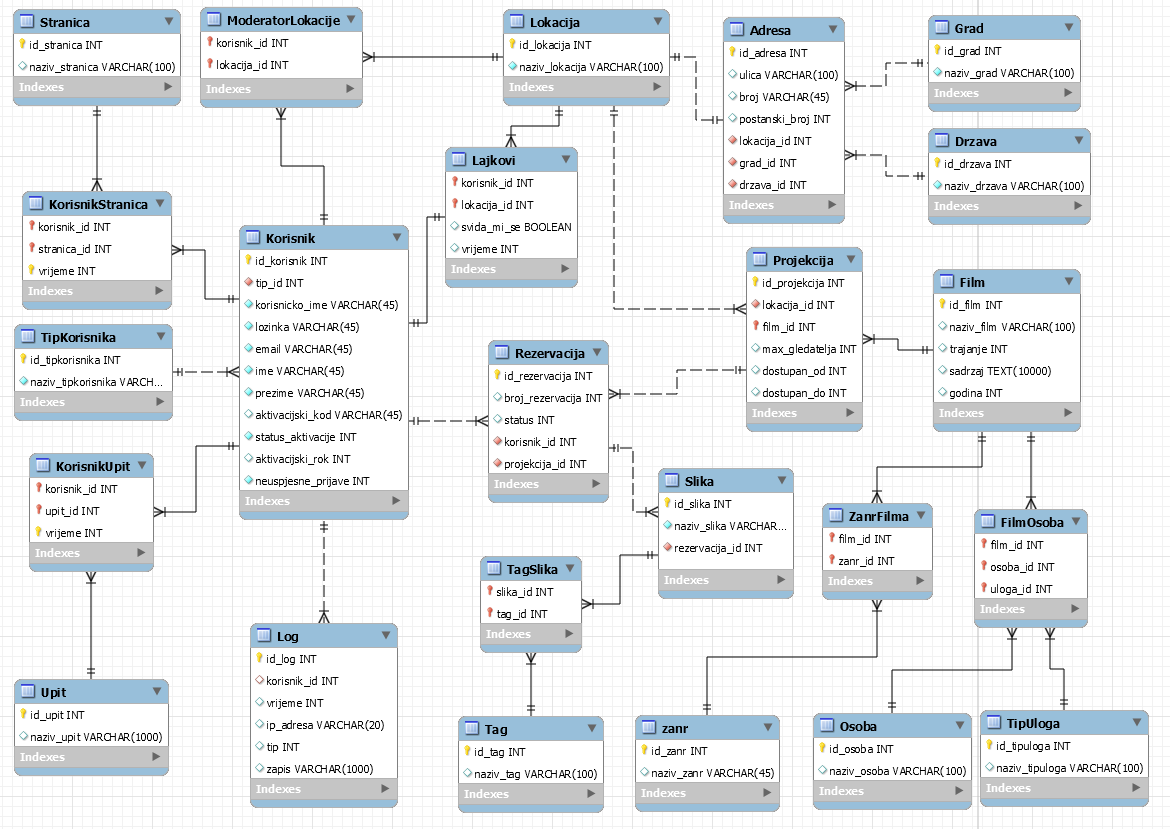 Stranica
id_stranica INT
naziv_stranica VARCHAR(100)
Indexes
ModeratorLokacije
korisnik_id INT
lokacija_id INT
Indexes
Lokacija
id_lokacija INT
naziv_lokacija VARCHAR(100)
Indexes
Adresa
id_adresa INT
ulica VARCHAR(100)
broj VARCHAR(45)
postanski_broj INT
lokacija_id INT
grad_id INT
drzava_id INT
Indexes
Grad
id_grad INT
naziv_grad VARCHAR(100)
Indexes
Drzava
id_drzava INT
naziv_drzava VARCHAR(100)
Indexes
Lajkovi
korisnik_id INT
lokacija_id INT
svida_mi_se BOOLEAN
vrijeme INT
Indexes
KorisnikStranica
korisnik_id INT
stranica_id INT
vrijeme INT
Indexes
Korisnik
id_korisnik INT
tip_id INT
korisnicko_ime VARCHAR(45)
lozinka VARCHAR(45)
email VARCHAR(45)
ime VARCHAR(45)
prezime VARCHAR(45)
aktivacijski_kod VARCHAR(45)
status_aktivacije INT
aktivacijski_rok INT
neuspjesne_prijave INT
Indexes
Projekcija
id_projekcija INT
lokacija_id INT
film_id INT
max_gledatelja INT
dostupan_od INT
dostupan_do INT
Indexes
Film
id_film INT
naziv_film VARCHAR(100)
trajanje INT
sadrzaj TEXT(10000)
godina INT
Indexes
TipKorisnika
id_tipkorisnika INT
naziv_tipkorisnika VARCH...
Indexes
Rezervacija
id_rezervacija INT
broj_rezervacija INT
status INT
korisnik_id INT
projekcija_id INT
Indexes
KorisnikUpit
korisnik_id INT
upit_id INT
vrijeme INT
Indexes
Slika
id_slika INT
naziv_slika VARCHAR...
rezervacija_id INT
Indexes
ZanrFilma
film_id INT
zanr_id INT
Indexes
FilmOsoba
film_id INT
osoba_id INT
uloga_id INT
Indexes
TagSlika
slika_id INT
tag_id INT
Indexes
Log
id_log INT
korisnik_id INT
vrijeme INT
ip_adresa VARCHAR(20)
tip INT
zapis VARCHAR(1000)
Indexes
Upit
id_upit INT
naziv_upit VARCHAR(1000)
Indexes
Tag
id_tag INT
naziv_tag VARCHAR(100)
Indexes
zanr
id_zanr INT
naziv_zanr VARCHAR(45)
Indexes
Osoba
id_osoba INT
naziv_osoba VARCHAR(100)
Indexes
TipUloga
id_tipuloga INT
naziv_tipuloga VARCHAR(100)
Indexes